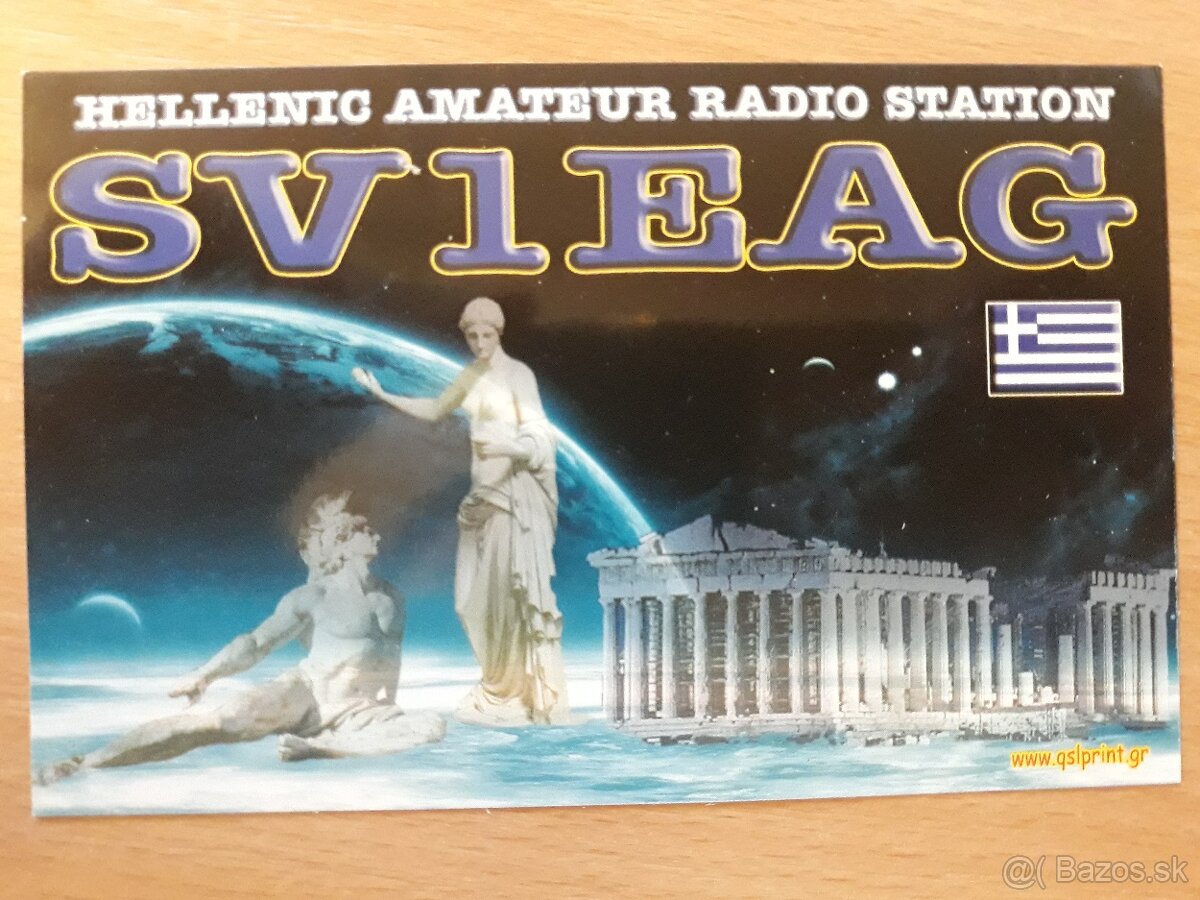 HELLENIC AMATEUR RADIO STATION
SV1EAG
www.qslprint.gr
@( Bazos.sk